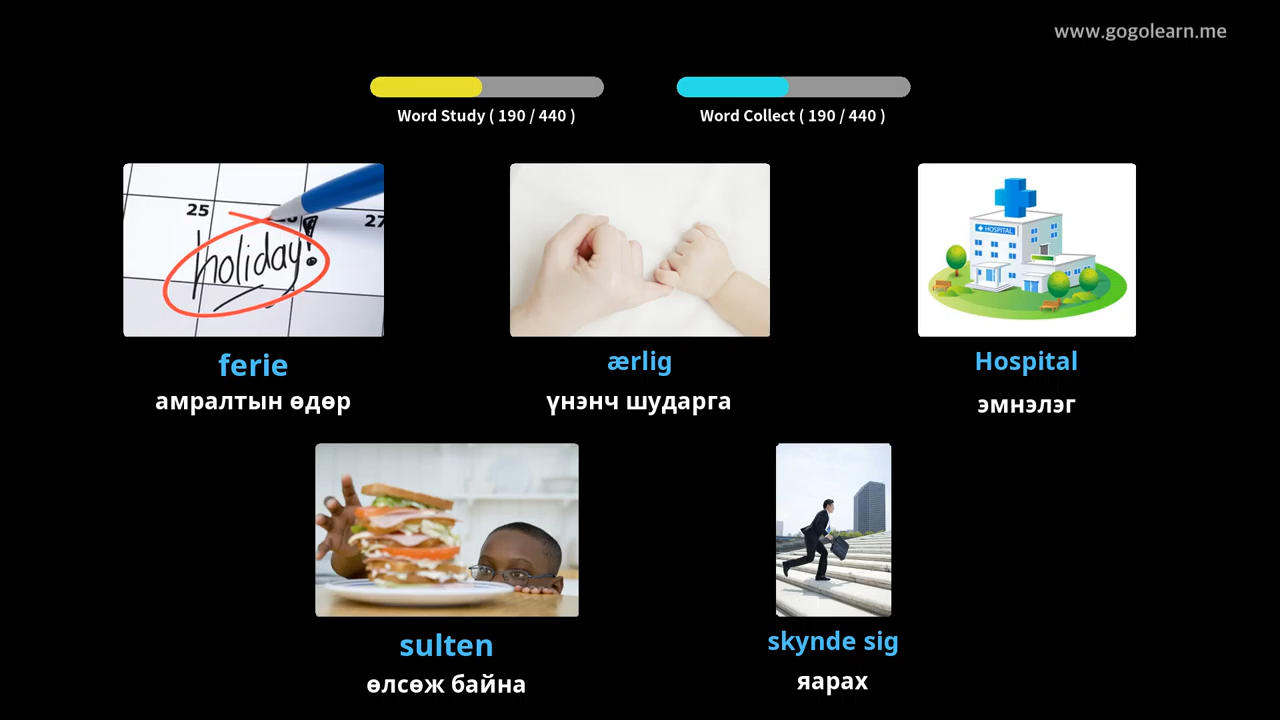 www.gogolearn.me
Word Study ( 190 / 440 )
Word Collect ( 190 / 440 )
25
27
holiday!
HOSPITAL
ferie
ærlig
Hospital
амралтын өдөр
үнэнч шударга
эмнэлэг
sulten
skynde sig
өлсөж байна
яарах